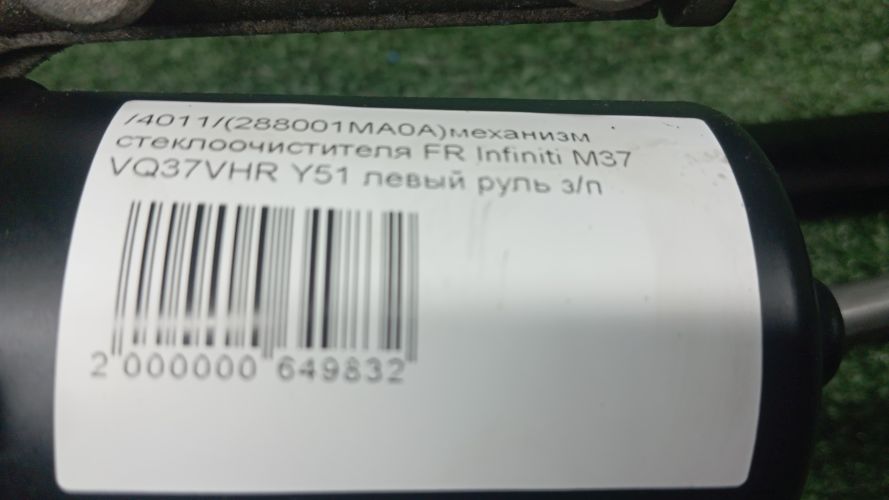 /4011/(288001MA0A)механизм
стеклоочистителя FR Infiniti M37
VQ37VHR Y51 левый руль з/п
2 000000 649832